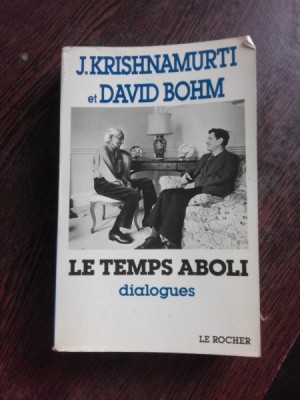 J. KRISHNAMURTI
et DAVID BOHM
LE TEMPS ABOLI
dialogues
LE ROCHER